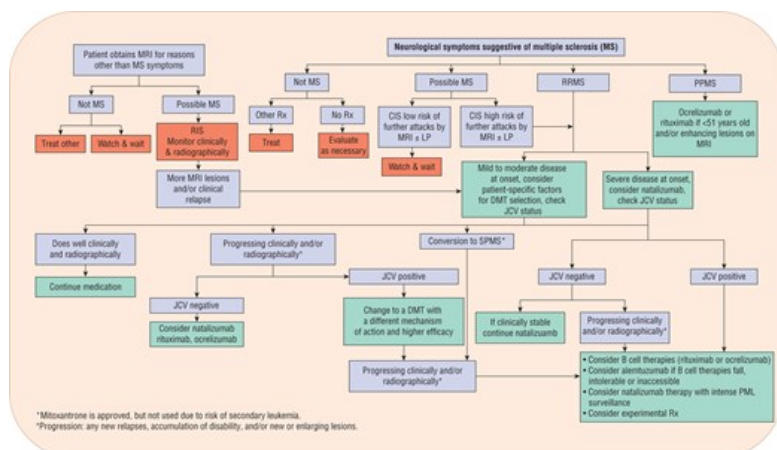 Neurological symptoms suggestive of multiple sclerosis (MS)
Patient obtains MRI for reasons
other than MS symptoms
Not MS
Possible MS
RRMS
PPMS
Not MS
Possible MS
Other Rx
No Rx
CIS low risk of
further attacks by
MRI ± LP
CIS high risk of
further attacks
by MRI ± LP
Ocrelizumab or
rituximab if <51 years old
and/or enhancing lesions on
MRI
Treat other
Watch & wait
RIS
Monitor clinically
& radiographically
Treat
Evaluate
as necessary
Watch & wait
More MRI lesions
and/or clinical
relapse
Mild to moderate disease
at onset, consider
patient-specific factors
for DMT selection, check
JCV status
Severe disease at onset,
consider natalizumab,
check JCV status
Does well clinically
and radiographically
Progressing clinically and/or
radiographically*
Conversion to SPMS*
JCV negative
JCV positive
Continue medication
JCV negative
JCV positive
Consider natalizumab
rituximab, ocrelizumab
Change to a DMT with
a different mechanism
of action and higher efficacy
If clinically stable
continue natalizuamb
Progressing clinically
and/or radiographically*
Progressing clinically and/or
radiographically*
• Consider B cell therapies (rituximab or ocrelizumab)
• Consider alemtuzumab if B cell therapies fall,
intolerable or inaccessible
• Consider natalizumab therapy with intense PML
surveillance
• Consider experimental Rx
*Mitoxantrone is approved, but not used due to risk of secondary leukemia.
*Progression: any new relapses, accumulation of disability, and/or new or enlarging lesions.